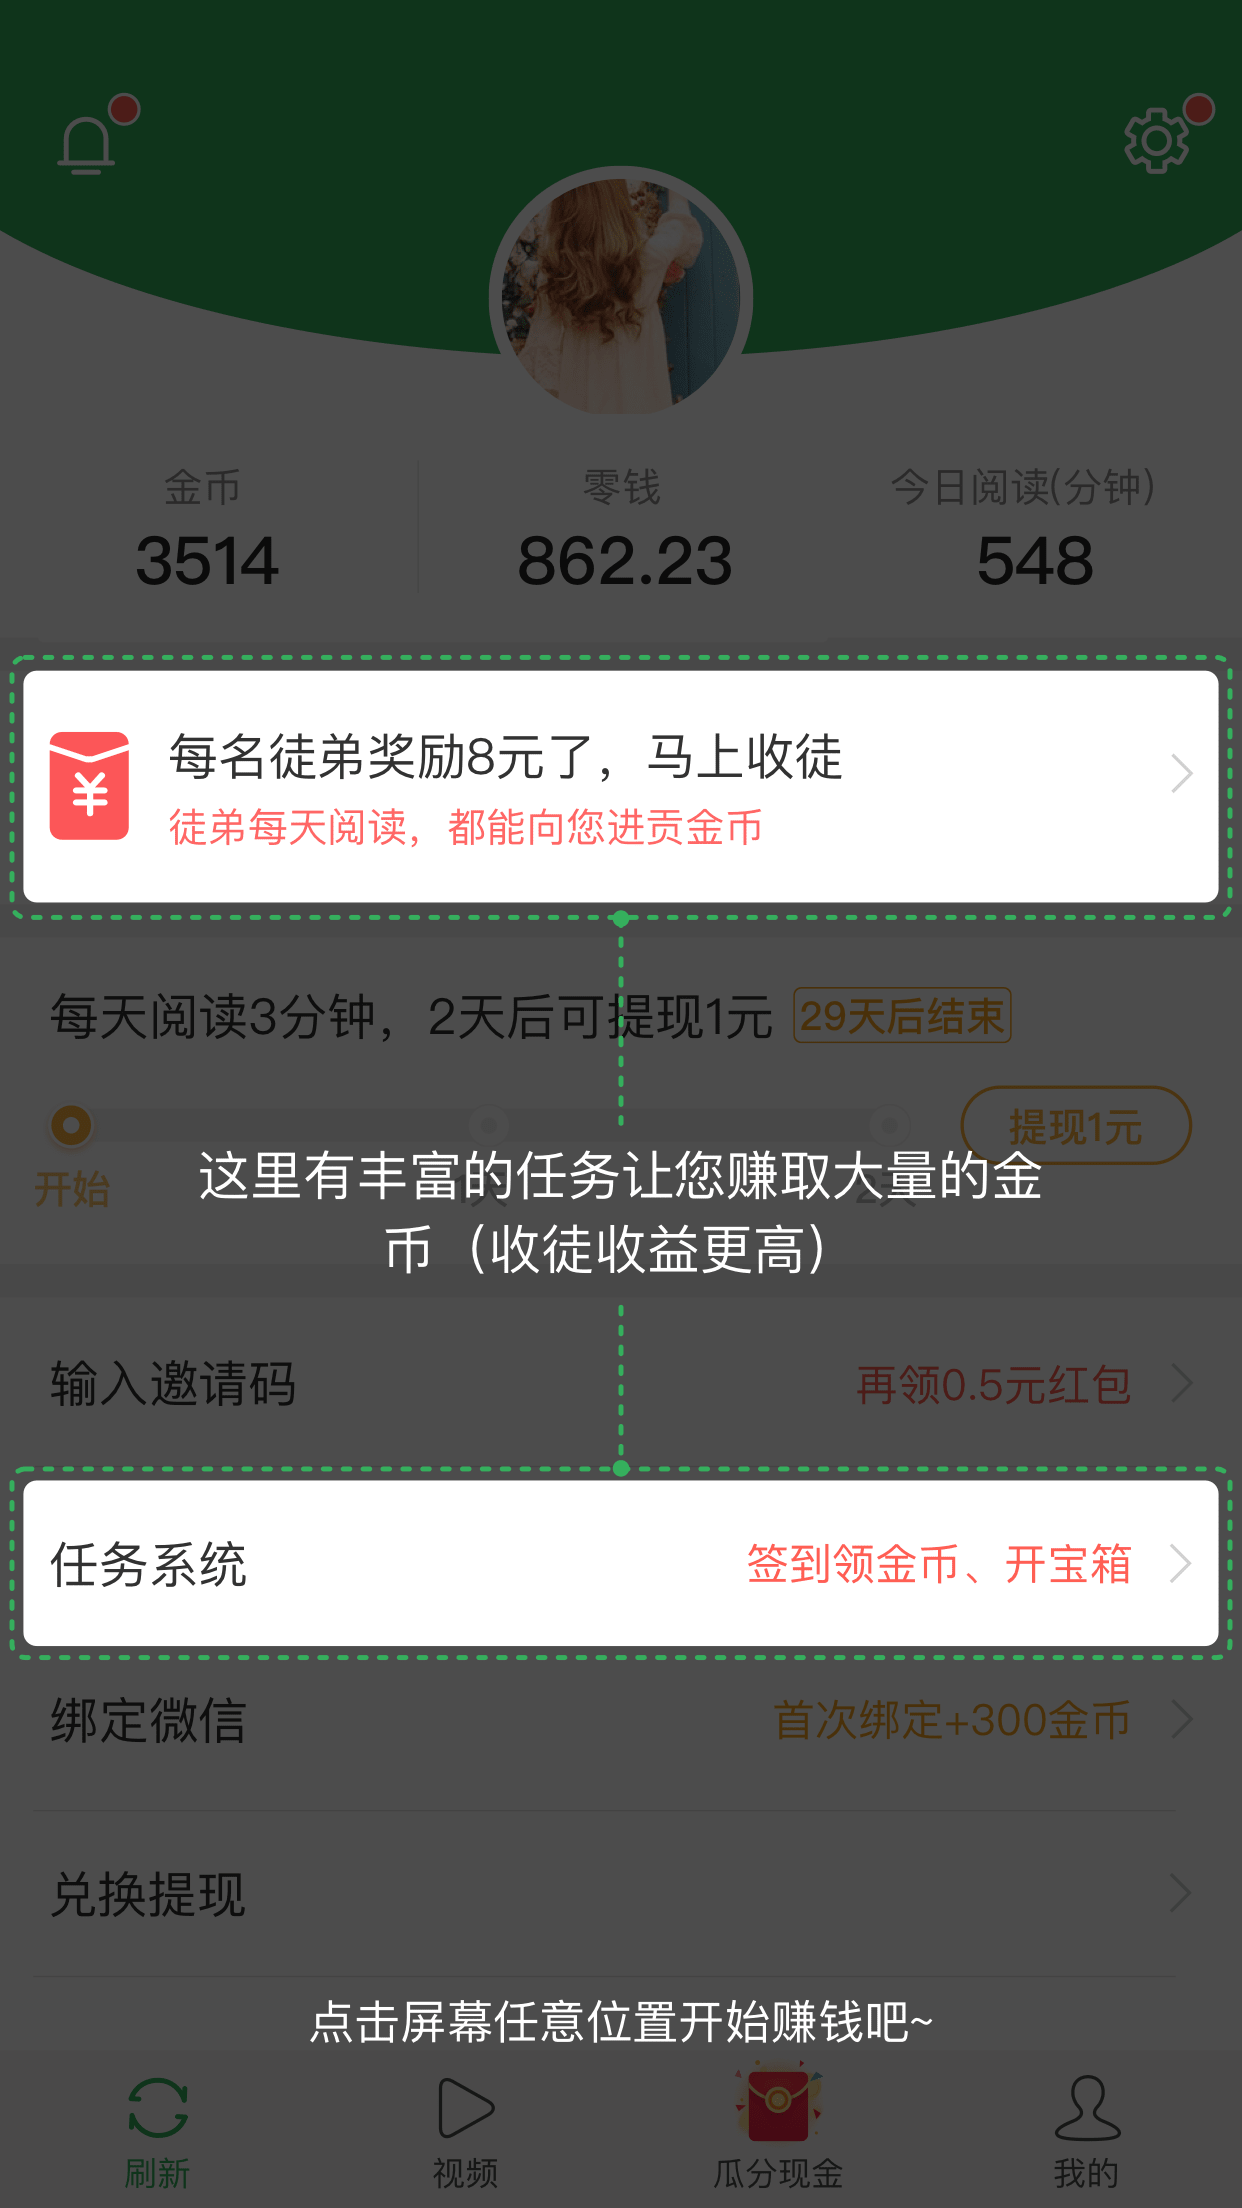 金币
零钱
今日阅读(分钟)
3514
862.23
548
每名徒弟奖励8元了，马上收徒
徒弟每天阅读，都能向您进贡金币
每天阅读3分钟，2天后可提现1元
29天后结束
提现1元
开始
1天
2天
这里有丰富的任务让您赚取大量的金
币（收徒收益更高）
输入邀请码
再领0.5元红包
任务系统
签到领金币、开宝箱
绑定微信
首次绑定+300金币
兑换提现
点击屏幕任意位置开始赚钱吧~
刷新
视频
瓜分现金
我的